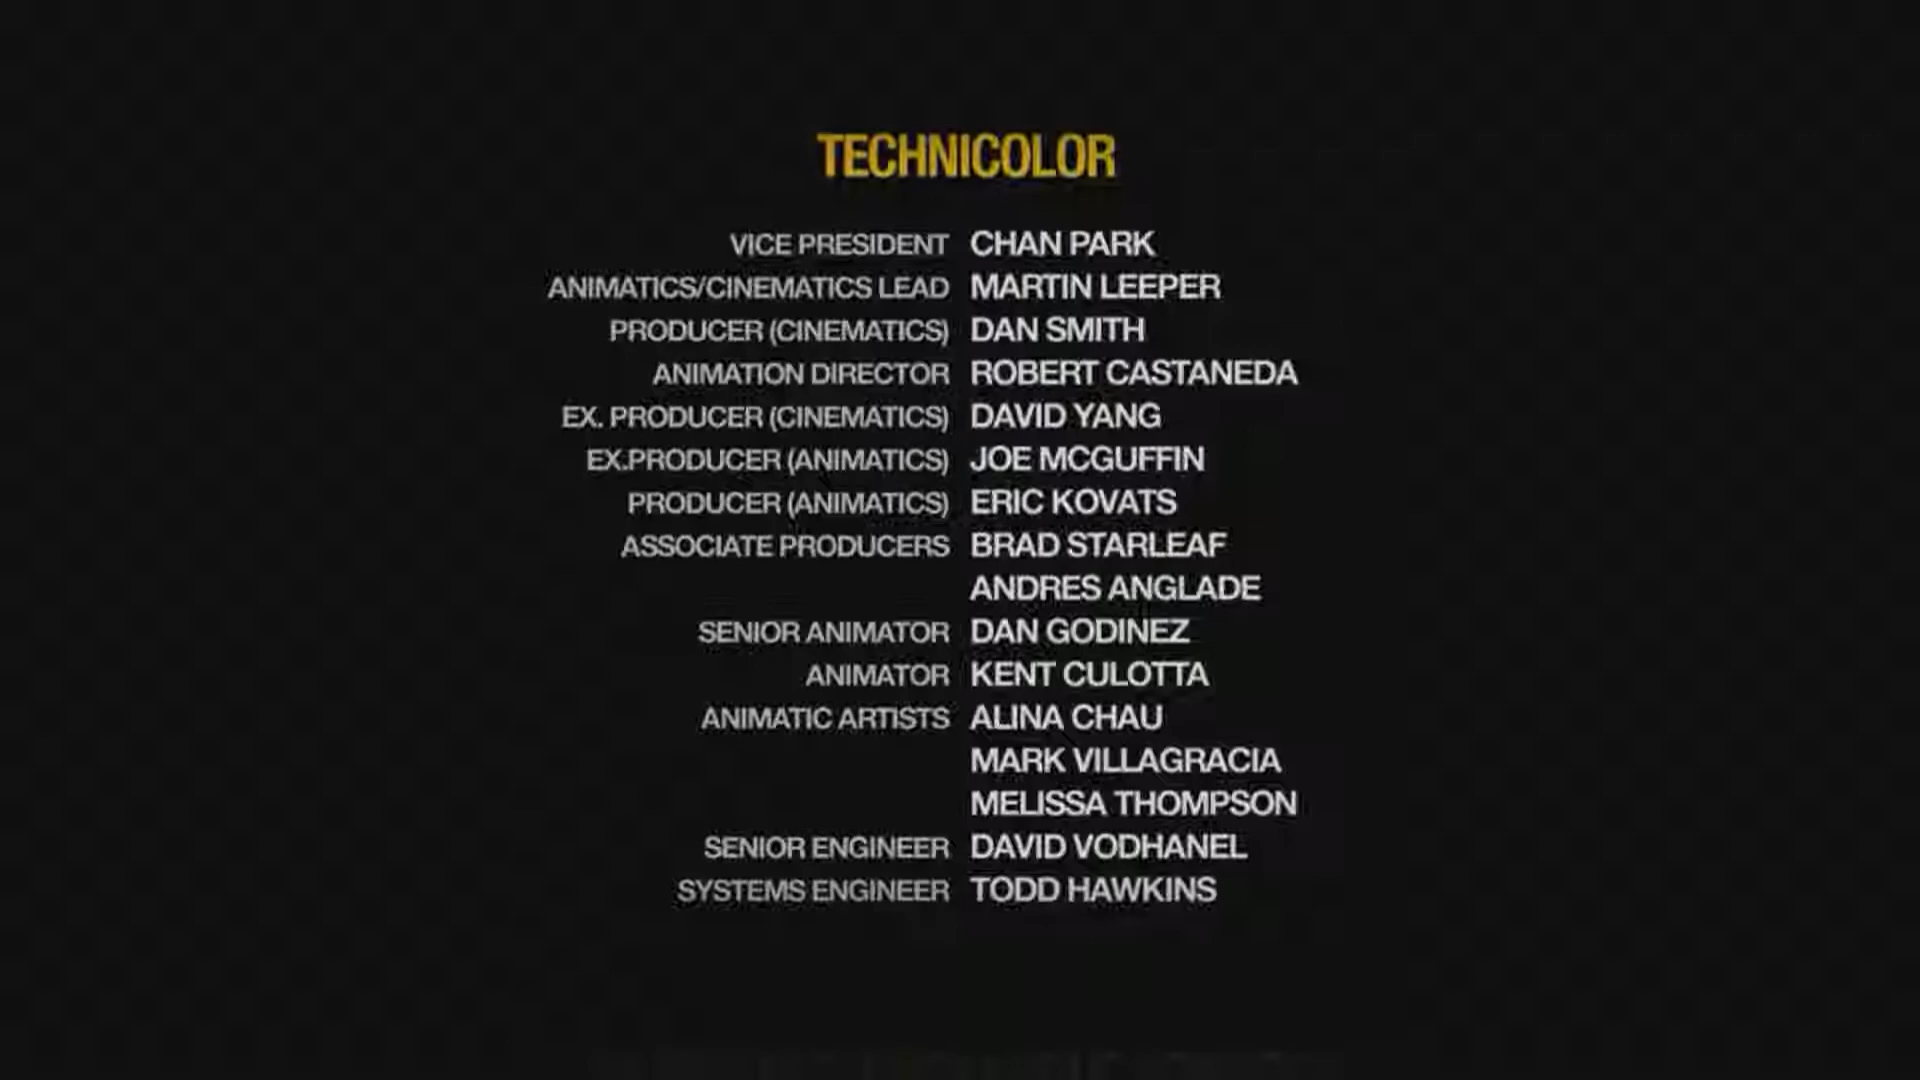 TECHNICOLOR
VICE PRESIDENT CHAN PARK
ANIMATICS/CINEMATICS LEAD MARTIN LEEPER
PRODUCER (CINEMATICS) DAN SMITH
ANIMATION DIRECTOR ROBERT CASTANEDA
EX. PRODUCER (CINEMATICS) DAVID YANG
EX.PRODUCER (ANIMATICS) JOE MCGUFFIN
PRODUCER (ANIMATICS) ERIC KOVATS
ASSOCIATE PRODUCERS BRAD STARLEAF
ANDRES ANGLADE
SENIOR ANIMATOR DAN GODINEZ
ANIMATOR KENT CULOTTA
ANIMATIC ARTISTS ALINA CHAU
MARK VILLAGRACIA
MELISSA THOMPSON
SENIOR ENGINEER DAVID VODHANEL
SYSTEMS ENGINEER TODD HAWKINS